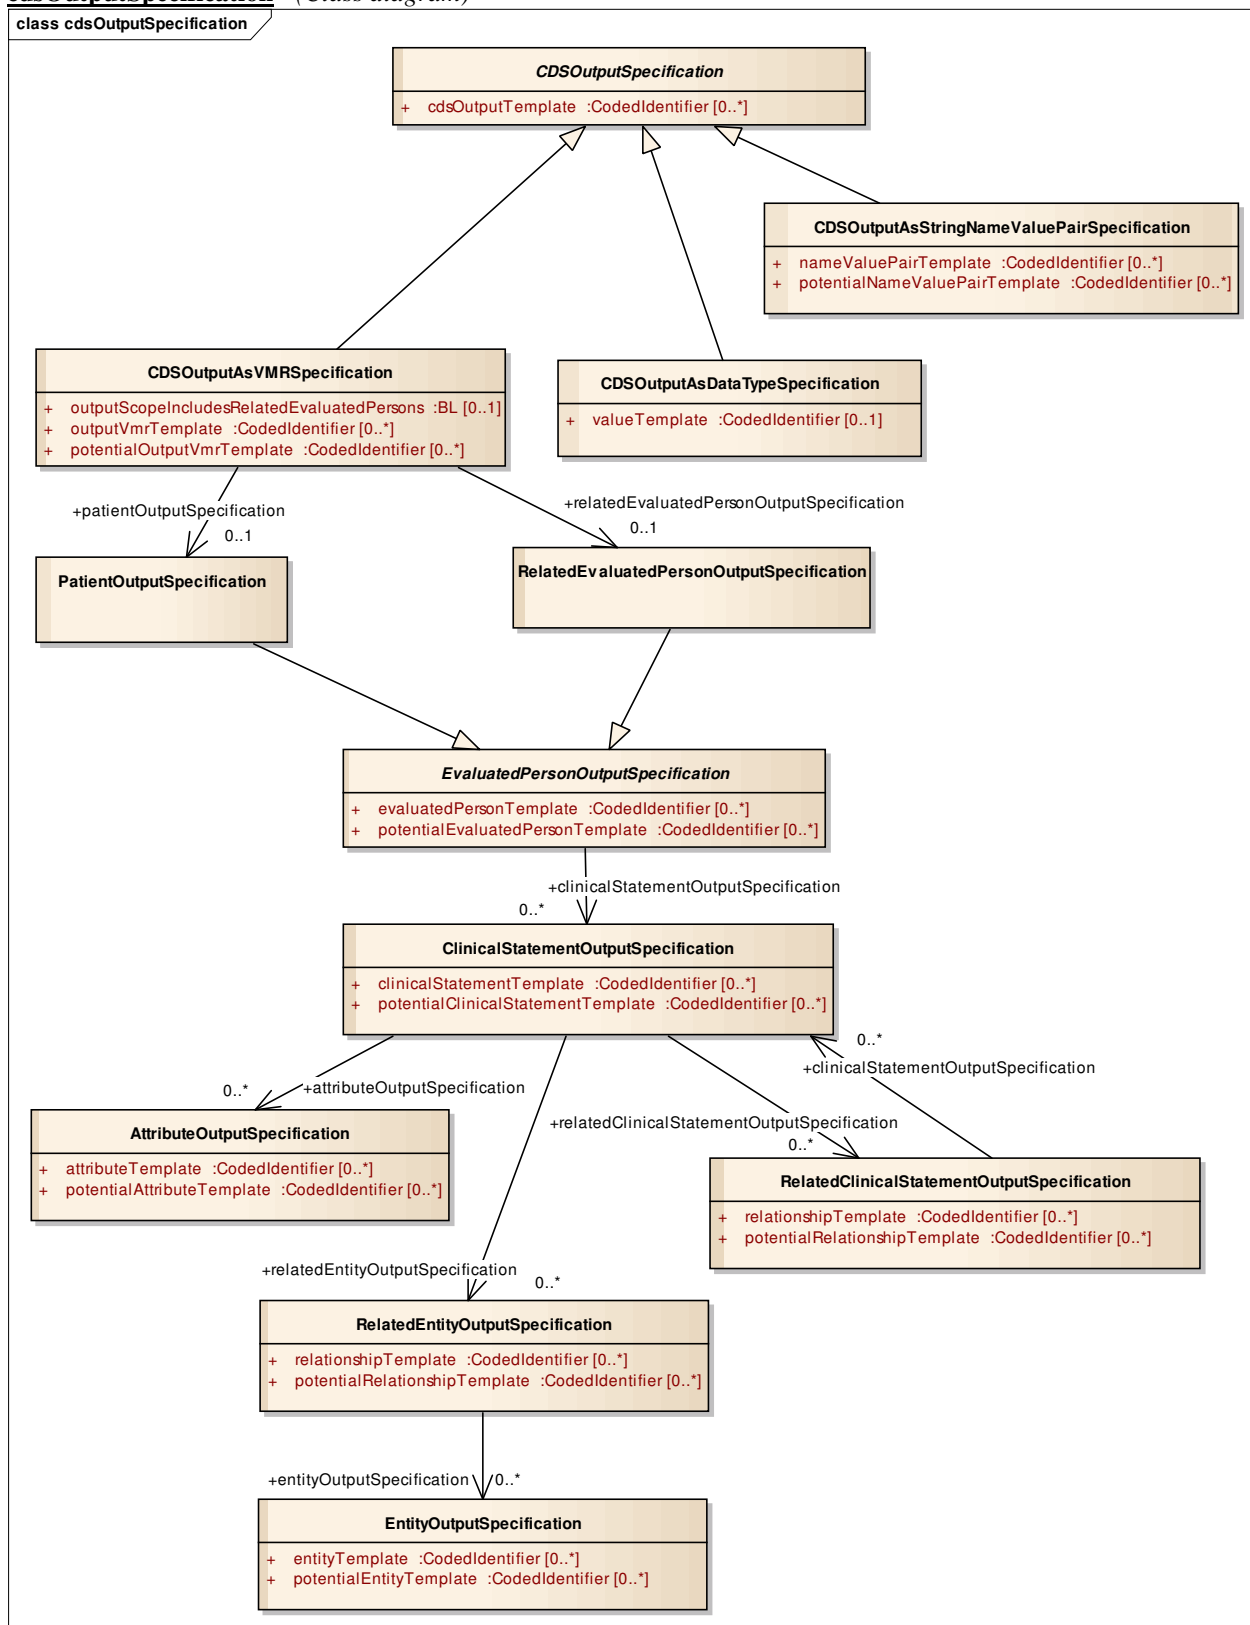 cdsOutputSpecification - (Class diagram)
class cdsOutputSpecification
CDSOutputSpecification
+ cdsOutputTemplate :CodedIdentifier [0..*]
CDSOutputAsStringNameValuePairSpecification
+ nameValuePairTemplate :CodedIdentifier [0..*]
+ potentialNameValuePairTemplate :CodedIdentifier [0..*]
CDSOutputAsVMRSpecification
+ outputScopeIncludesRelatedEvaluatedPersons :BL [0..1]
+ outputVmrTemplate :CodedIdentifier [0..*]
+ potentialOutputVmrTemplate :CodedIdentifier [0..*]
CDSOutputAsDataTypeSpecification
+ valueTemplate :CodedIdentifier [0..1]
+patientOutputSpecification
0..1
+relatedEvaluatedPersonOutputSpecification
0..1
PatientOutputSpecification
RelatedEvaluatedPersonOutputSpecification
EvaluatedPersonOutputSpecification
+ evaluatedPersonTemplate :CodedIdentifier [0..*]
+ potentialEvaluatedPersonTemplate :CodedIdentifier [0..*]
+clinicalStatementOutputSpecification
0..*
ClinicalStatementOutputSpecification
+ clinicalStatementTemplate :CodedIdentifier [0..*]
+ potentialClinicalStatementTemplate :CodedIdentifier [0..*]
0..*
+clinicalStatementOutputSpecification
0..*
+attributeOutputSpecification
+relatedClinicalStatementOutputSpecification
0..*
AttributeOutputSpecification
+ attributeTemplate :CodedIdentifier [0..*]
+ potentialAttributeTemplate :CodedIdentifier [0..*]
RelatedClinicalStatementOutputSpecification
+ relationshipTemplate :CodedIdentifier [0..*]
+ potentialRelationshipTemplate :CodedIdentifier [0..*]
+relatedEntityOutputSpecification
0..*
RelatedEntityOutputSpecification
+ relationshipTemplate :CodedIdentifier [0..*]
+ potentialRelationshipTemplate :CodedIdentifier [0..*]
+entityOutputSpecification
0..*
EntityOutputSpecification
+ entityTemplate :CodedIdentifier [0..*]
+ potentialEntityTemplate :CodedIdentifier [0..*]